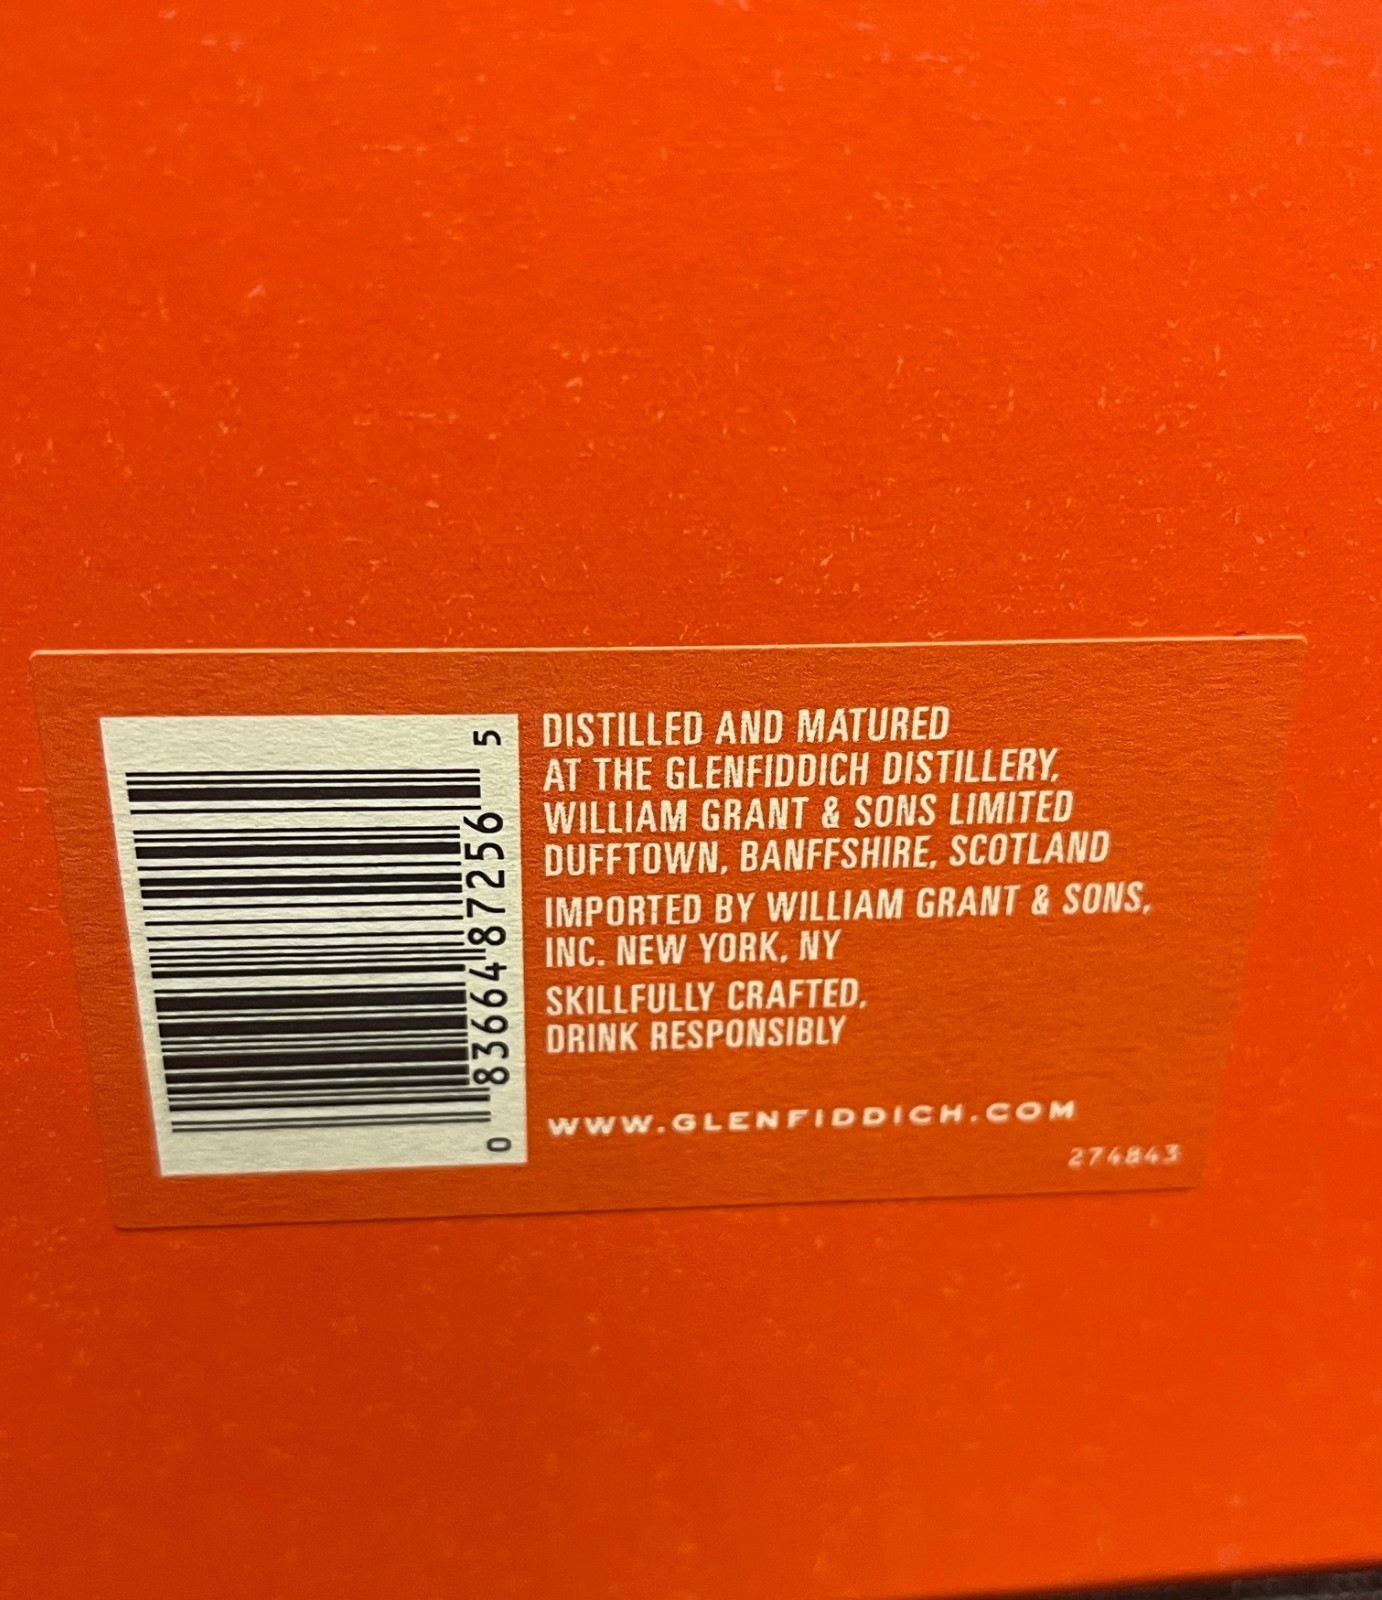 0 83664 87256 5
DISTILLED AND MATURED
AT THE GLENFIDDICH DISTILLERY,
WILLIAM GRANT & SONS LIMITED
DUFFTOWN, BANFFSHIRE, SCOTLAND
IMPORTED BY WILLIAM GRANT & SONS,
INC. NEW YORK, NY
SKILLFULLY CRAFTED,
DRINK RESPONSIBLY
WWW.GLENFIDDICH.COM
274843